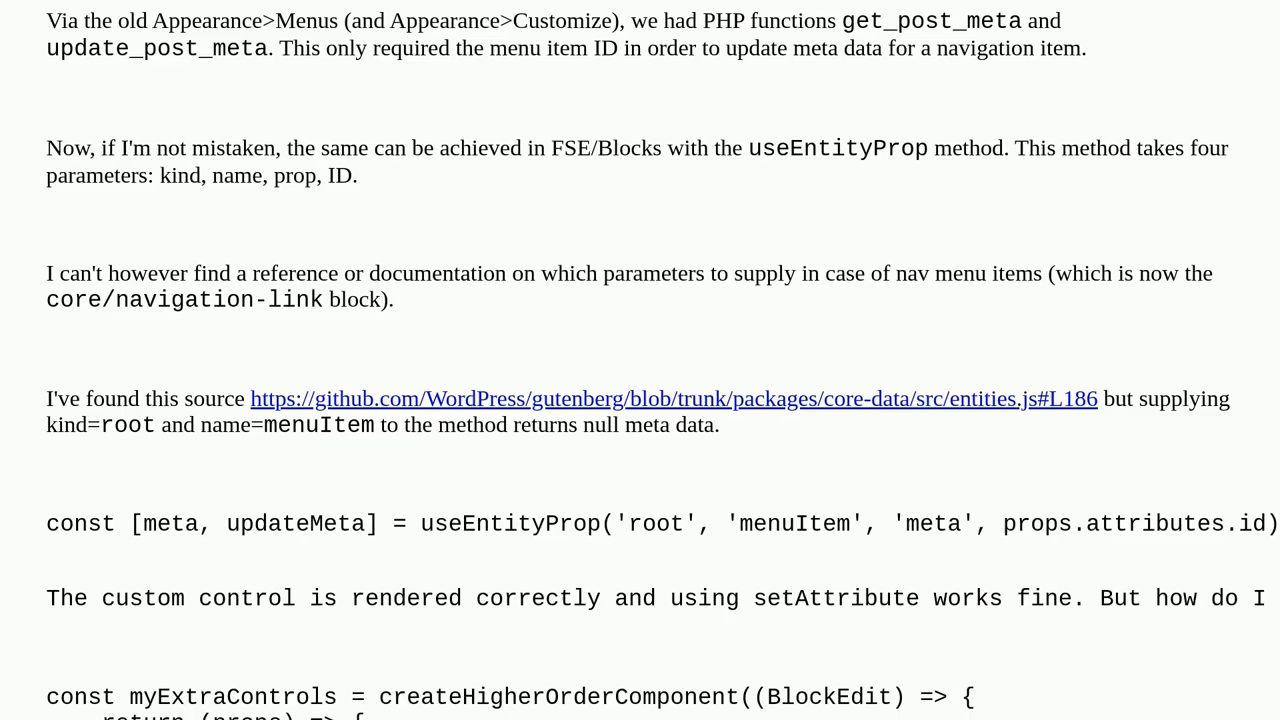 Via the old Appearance>Menus (and Appearance>Customize), we had PHP functions get_post_meta and
update_post_meta. This only required the menu item ID in order to update meta data for a navigation item.
Now, if I'm not mistaken, the same can be achieved in FSE/Blocks with the useEntityProp method. This method takes four
parameters: kind, name, prop, ID.
I can't however find a reference or documentation on which parameters to supply in case of nav menu items (which is now the
core/navigation-link block).
I've found this source https://github.com/WordPress/gutenberg/blob/trunk/packages/core-data/src/entities.js#L186 but supplying
kind=root and name=menuItem to the method returns null meta data.
const [meta, updateMeta] = useEntityProp('root', 'menuItem', 'meta', props.attributes.id)
The custom control is rendered correctly and using setAttribute works fine. But how do I
const myExtraControls = createHigherOrderComponent((BlockEdit) => {
return (props) => {